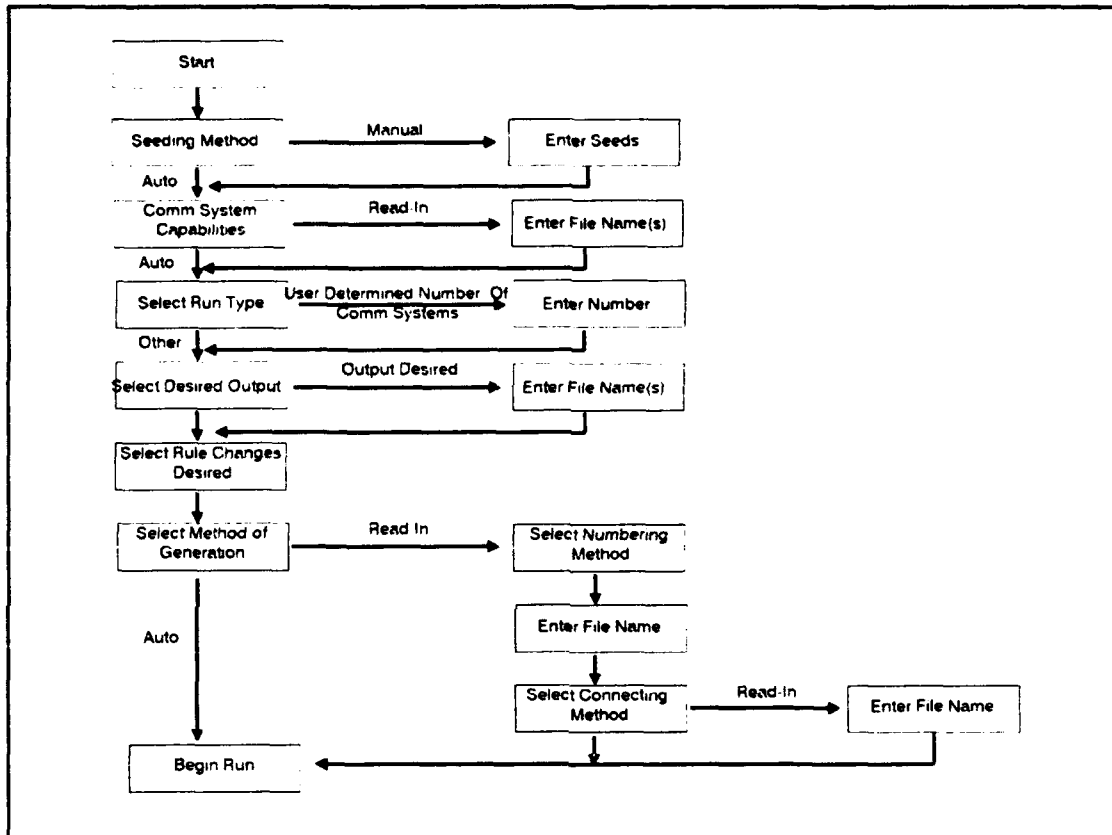 Start
Seeding Method
Manual
Enter Seeds
Auto
Comm System
Capabilities
Read-In
Enter File Name(s)
Auto
Select Run Type
User Determined Number Of
Comm Systems
Enter Number
Other
Select Desired Output
Output Desired
Enter File Name(s)
Select Rule Changes
Desired
Select Method of
Generation
Read In
Select Numbering
Method
Auto
Enter File Name
Select Connecting
Method
Read-In
Enter File Name
Begin Run